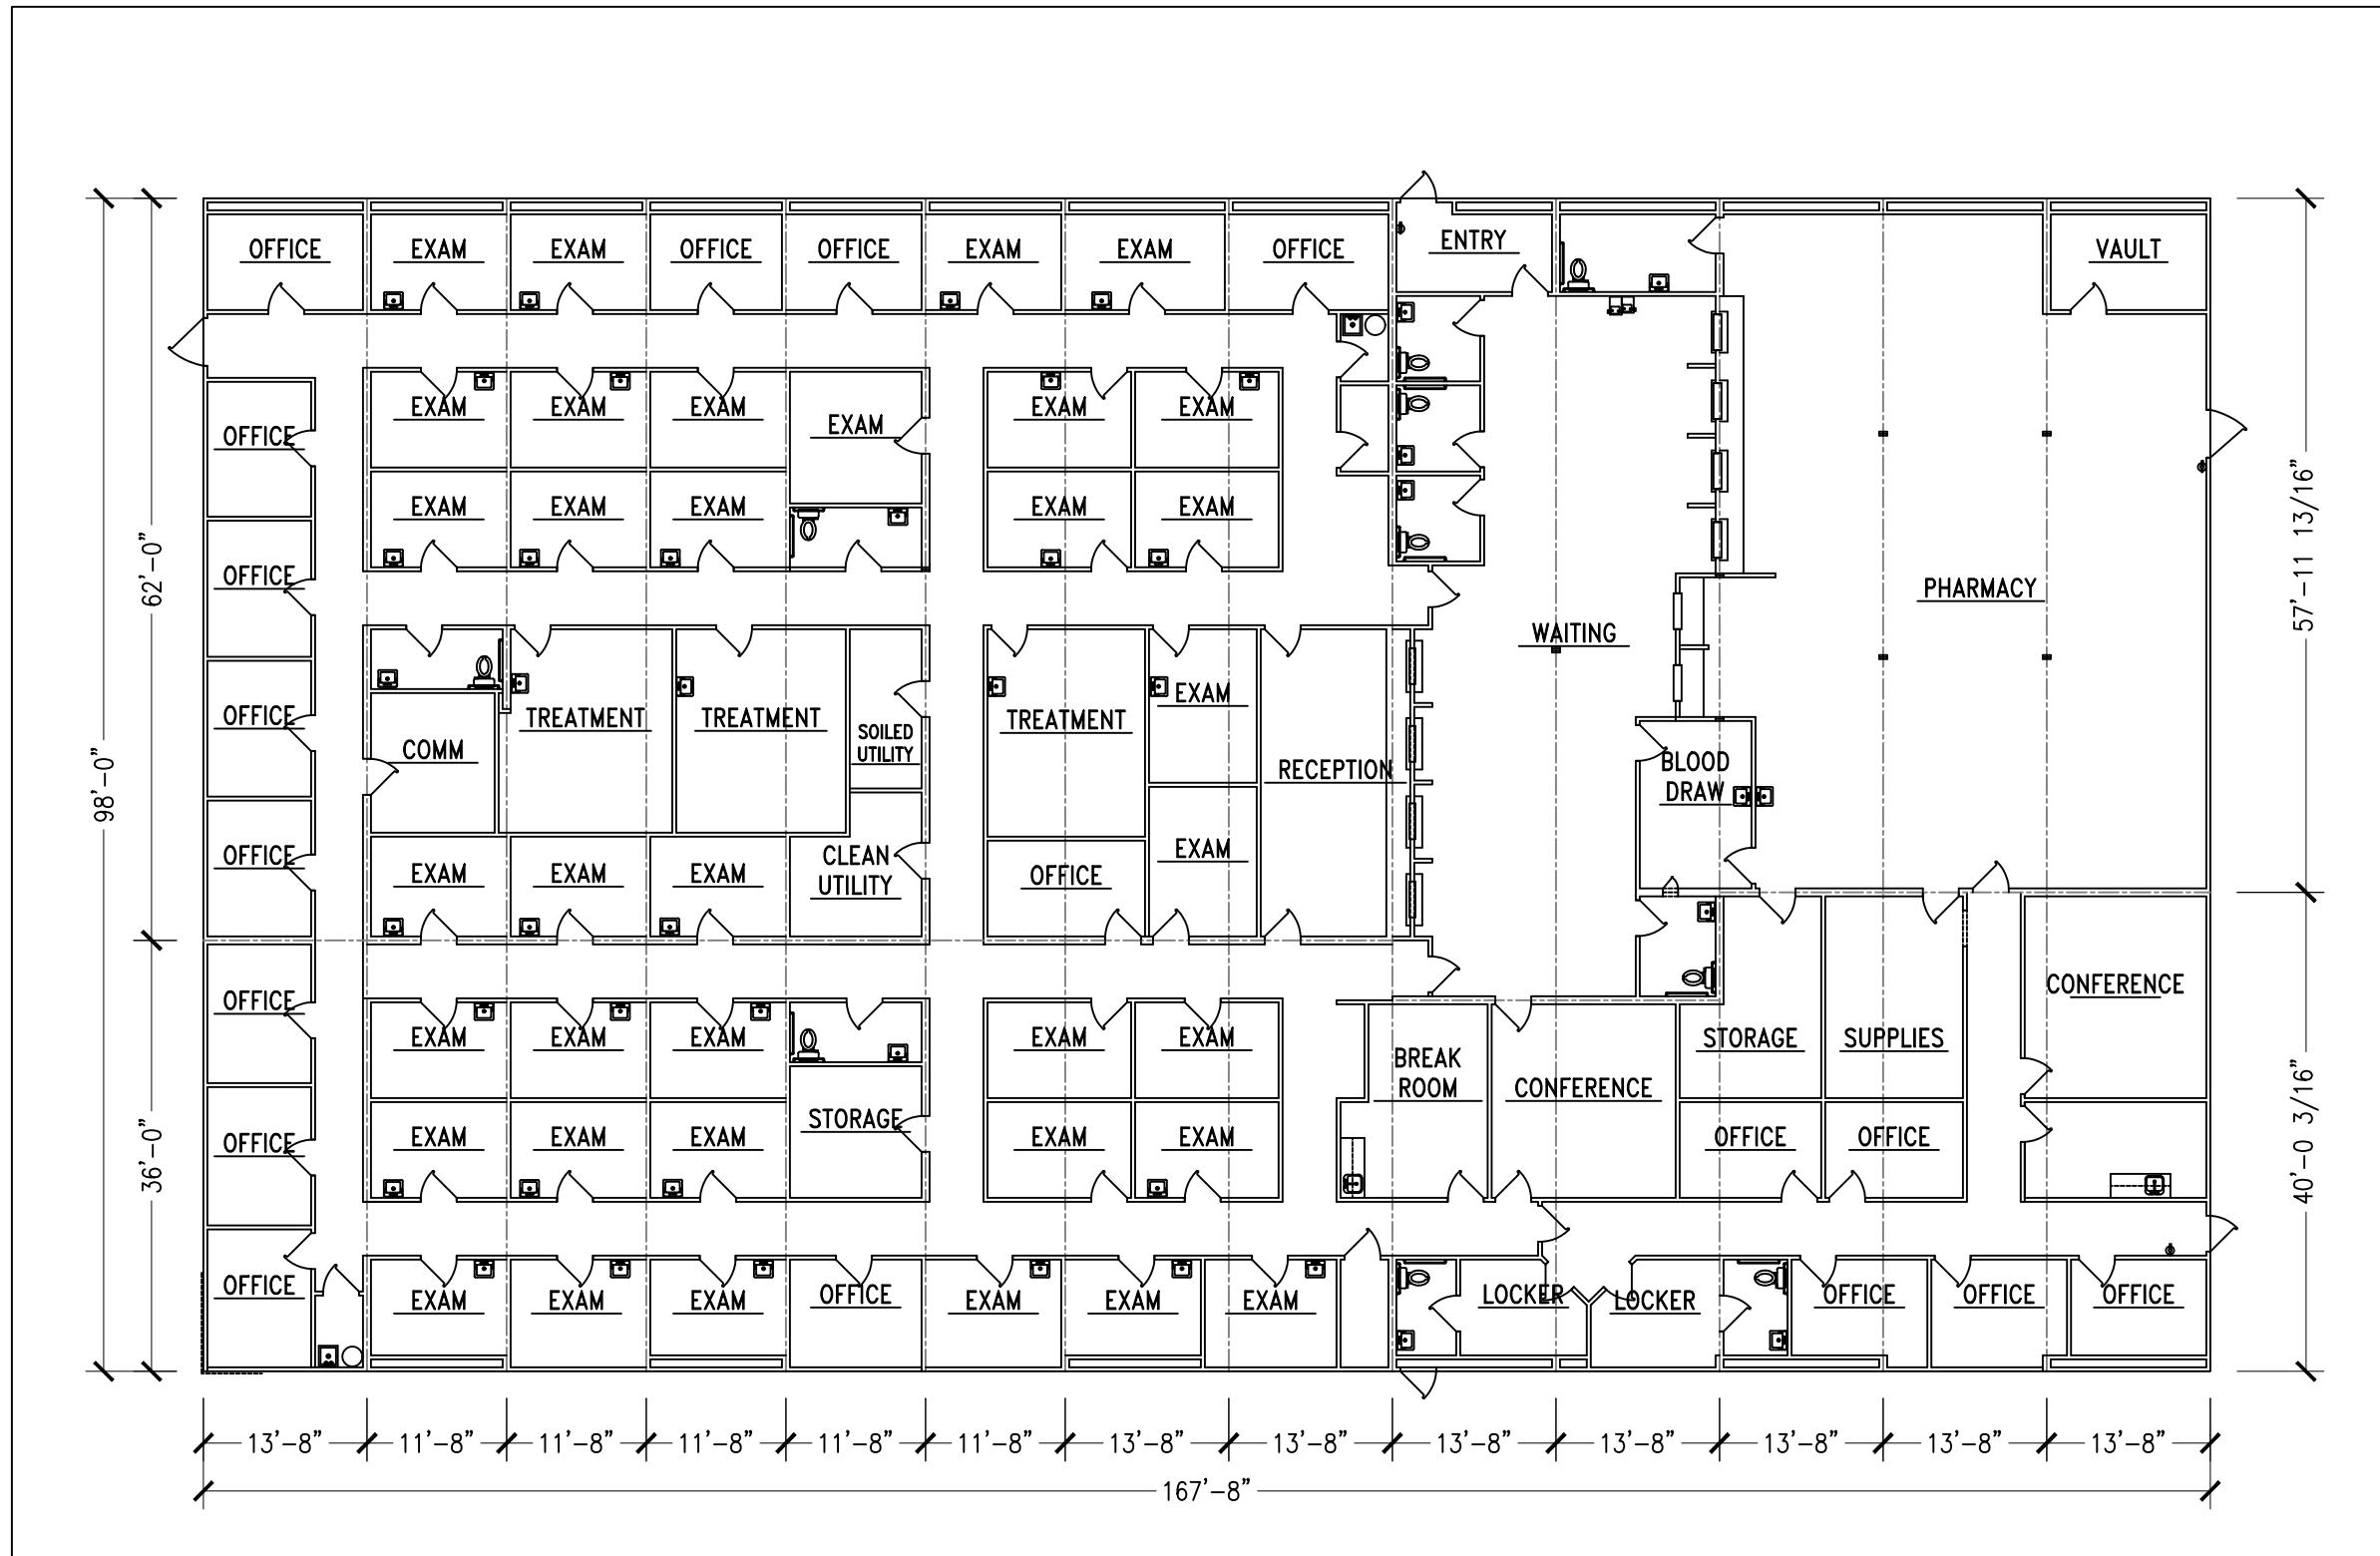 OFFICE EXAM EXAM OFFICE OFFICE EXAM EXAM OFFICE ENTRY VAULT
EXAM EXAM EXAM EXAM EXAM EXAM
OFFICE
EXAM EXAM EXAM EXAM EXAM
OFFICE
62'-0"
57'-11 13/16"
PHARMACY
WAITING
OFFICE
TREATMENT TREATMENT TREATMENT EXAM
COMM
SOILED
UTILITY
RECEPTION
BLOOD
DRAW
98'-0"
OFFICE
EXAM EXAM EXAM
CLEAN
UTILITY
OFFICE
EXAM
OFFICE
CONFERENCE
EXAM EXAM EXAM EXAM EXAM
STORAGE SUPPLIES
BREAK
ROOM
CONFERENCE
STORAGE
36'-0"
40'-0 3/16"
OFFICE
EXAM EXAM EXAM EXAM EXAM
OFFICE OFFICE
OFFICE
EXAM EXAM EXAM OFFICE EXAM EXAM EXAM
LOCKER LOCKER
OFFICE OFFICE OFFICE
13'-8" 11'-8" 11'-8" 11'-8" 11'-8" 11'-8" 13'-8" 13'-8" 13'-8" 13'-8" 13'-8" 13'-8" 13'-8"
167'-8"